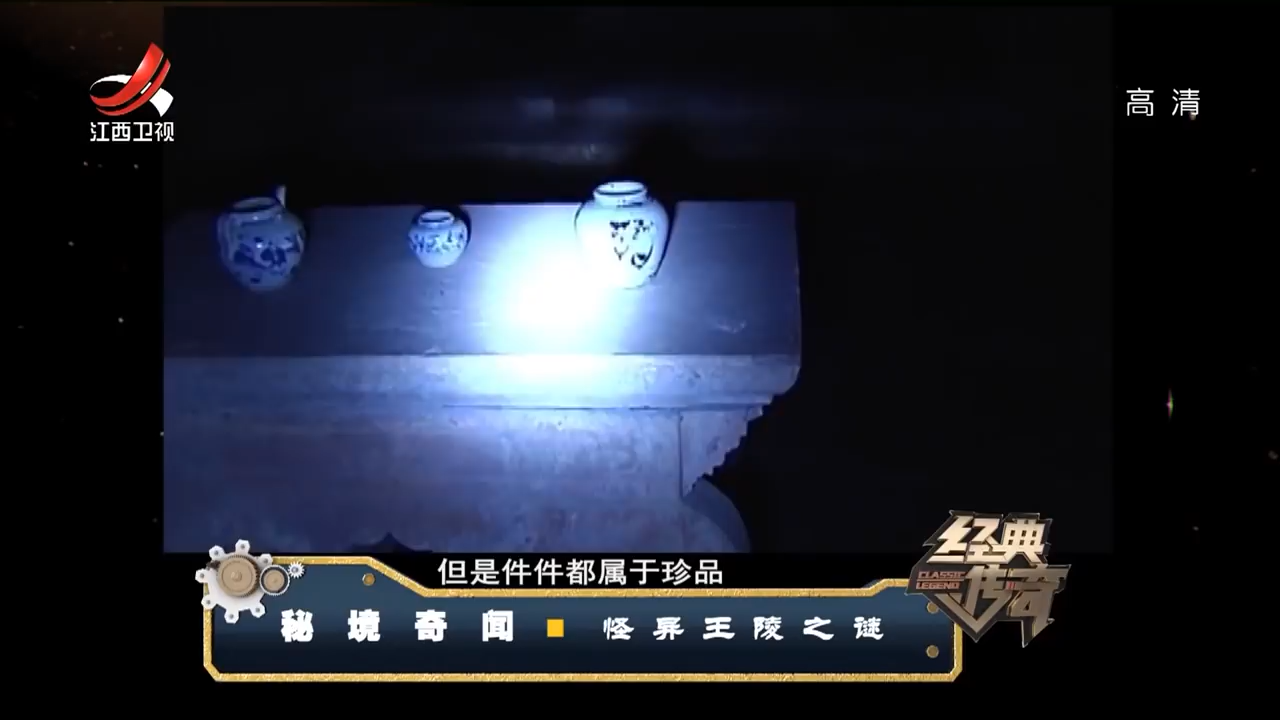 江西卫视
高清
但是件件都属于珍品
秘境奇闻 怪异王陵之谜
经典传奇
CLASSIC
LEGEND